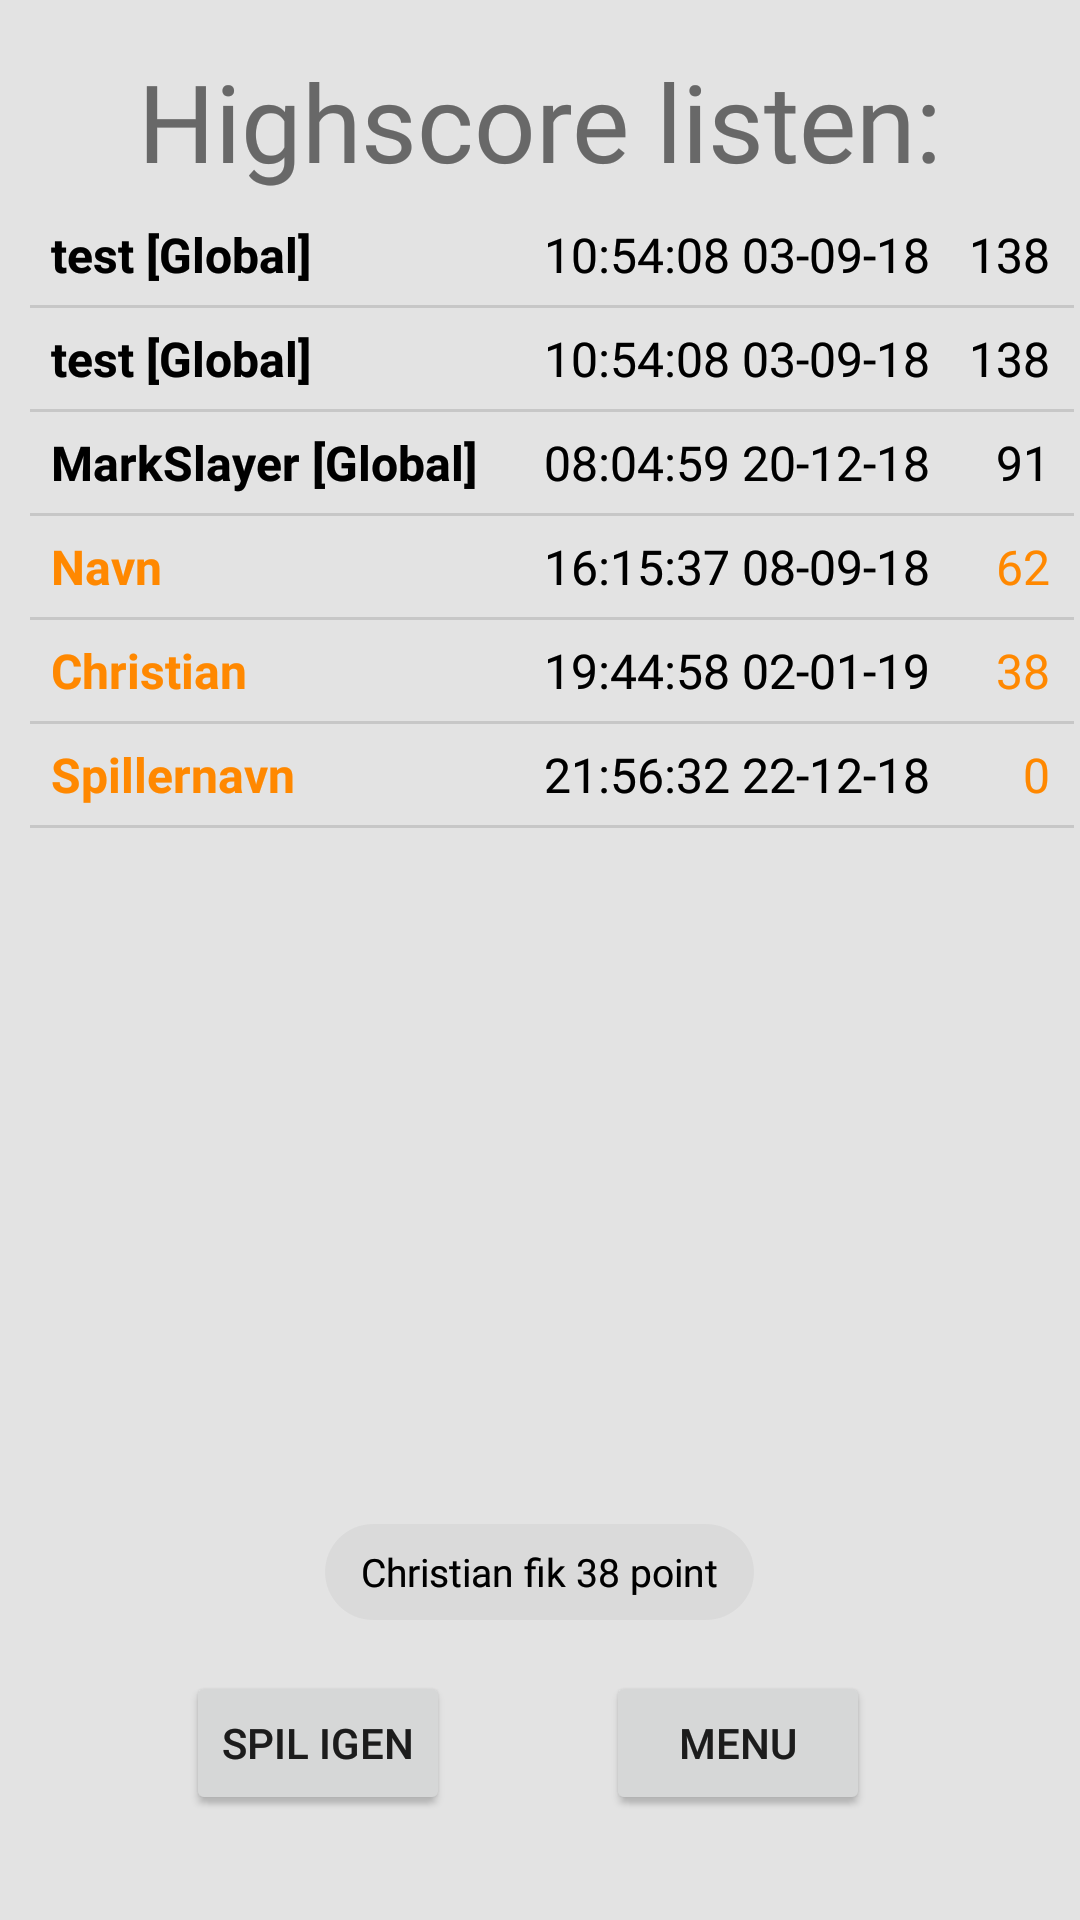 Highscore listen:
test [Global] 10:54:08 03-09-18 138
test [Global] 10:54:08 03-09-18 138
MarkSlayer [Global] 08:04:59 20-12-18 91
Navn 16:15:37 08-09-18 62
Christian 19:44:58 02-01-19 38
Spillernavn 21:56:32 22-12-18 0
Christian fik 38 point
SPIL IGEN MENU